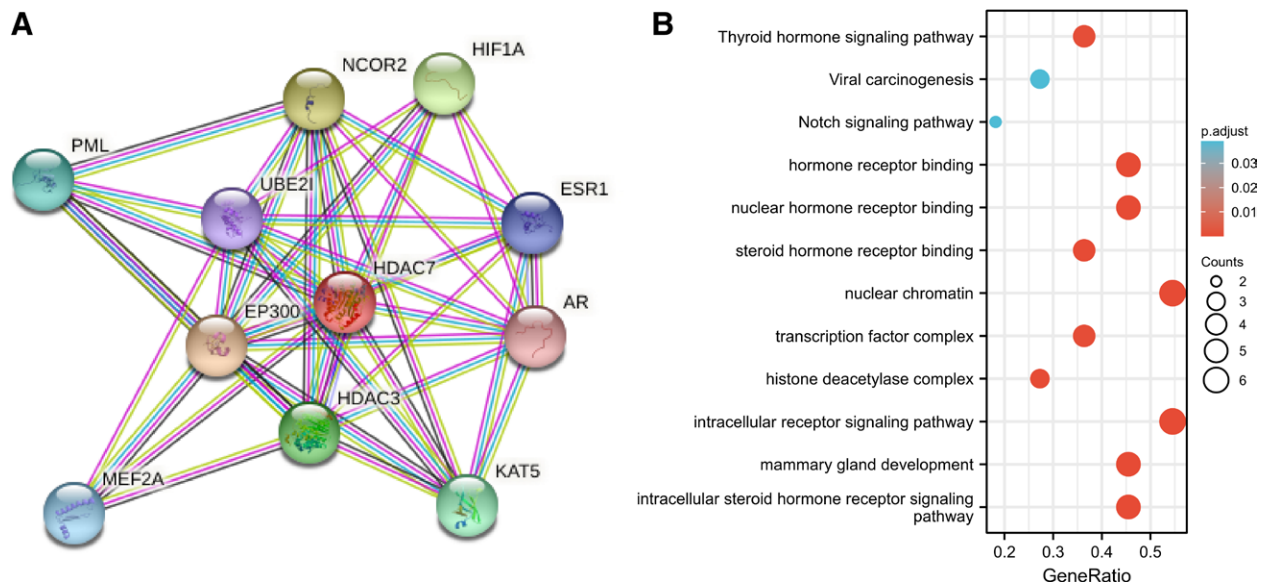 A
NCOR2
HIF1A
PML
UBE2I
ESR1
HDAC7
EP300
AR
HDAC3
MEF2A
KAT5
B
Thyroid hormone signaling pathway
Viral carcinogenesis
Notch signaling pathway
hormone receptor binding
nuclear hormone receptor binding
steroid hormone receptor binding
nuclear chromatin
transcription factor complex
histone deacetylase complex
intracellular receptor signaling pathway
mammary gland development
intracellular steroid hormone receptor signaling
pathway
0.2 0.3 0.4 0.5
GeneRatio
p.adjust
0.03
0.02
0.01
Counts
2
3
4
5
6